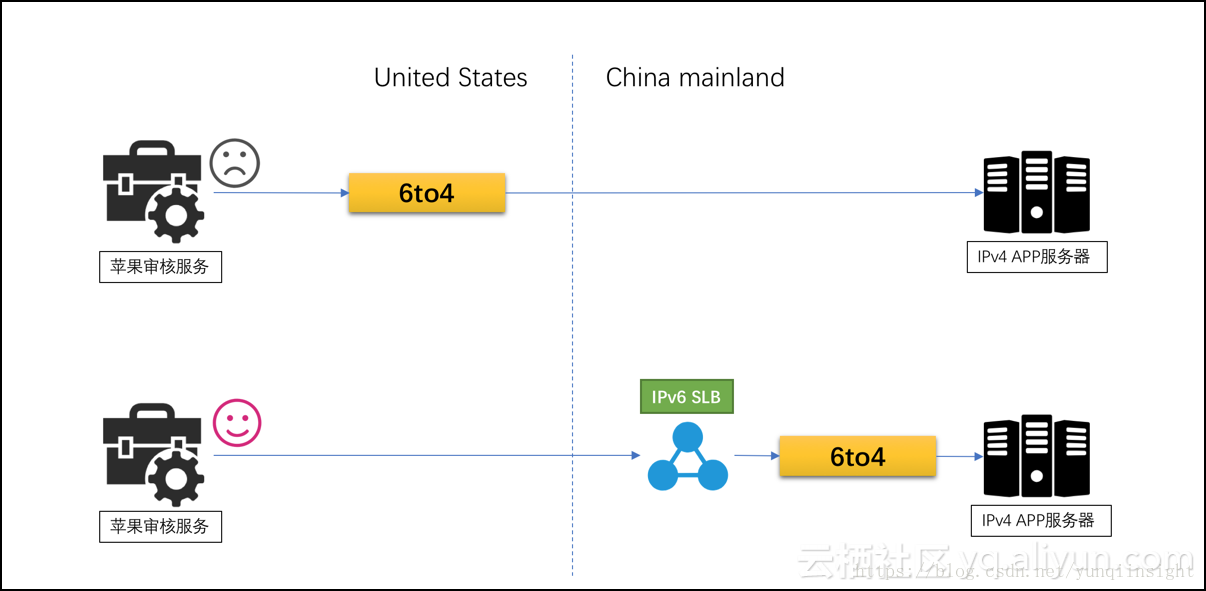 United States
China mainland
6to4
苹果审核服务
IPv4 APP服务器
IPv6 SLB
6to4
苹果审核服务
IPv4 APP服务器
云栖社区 yq.aliyun.com
https://blog.csdn.net/yunqiinsight